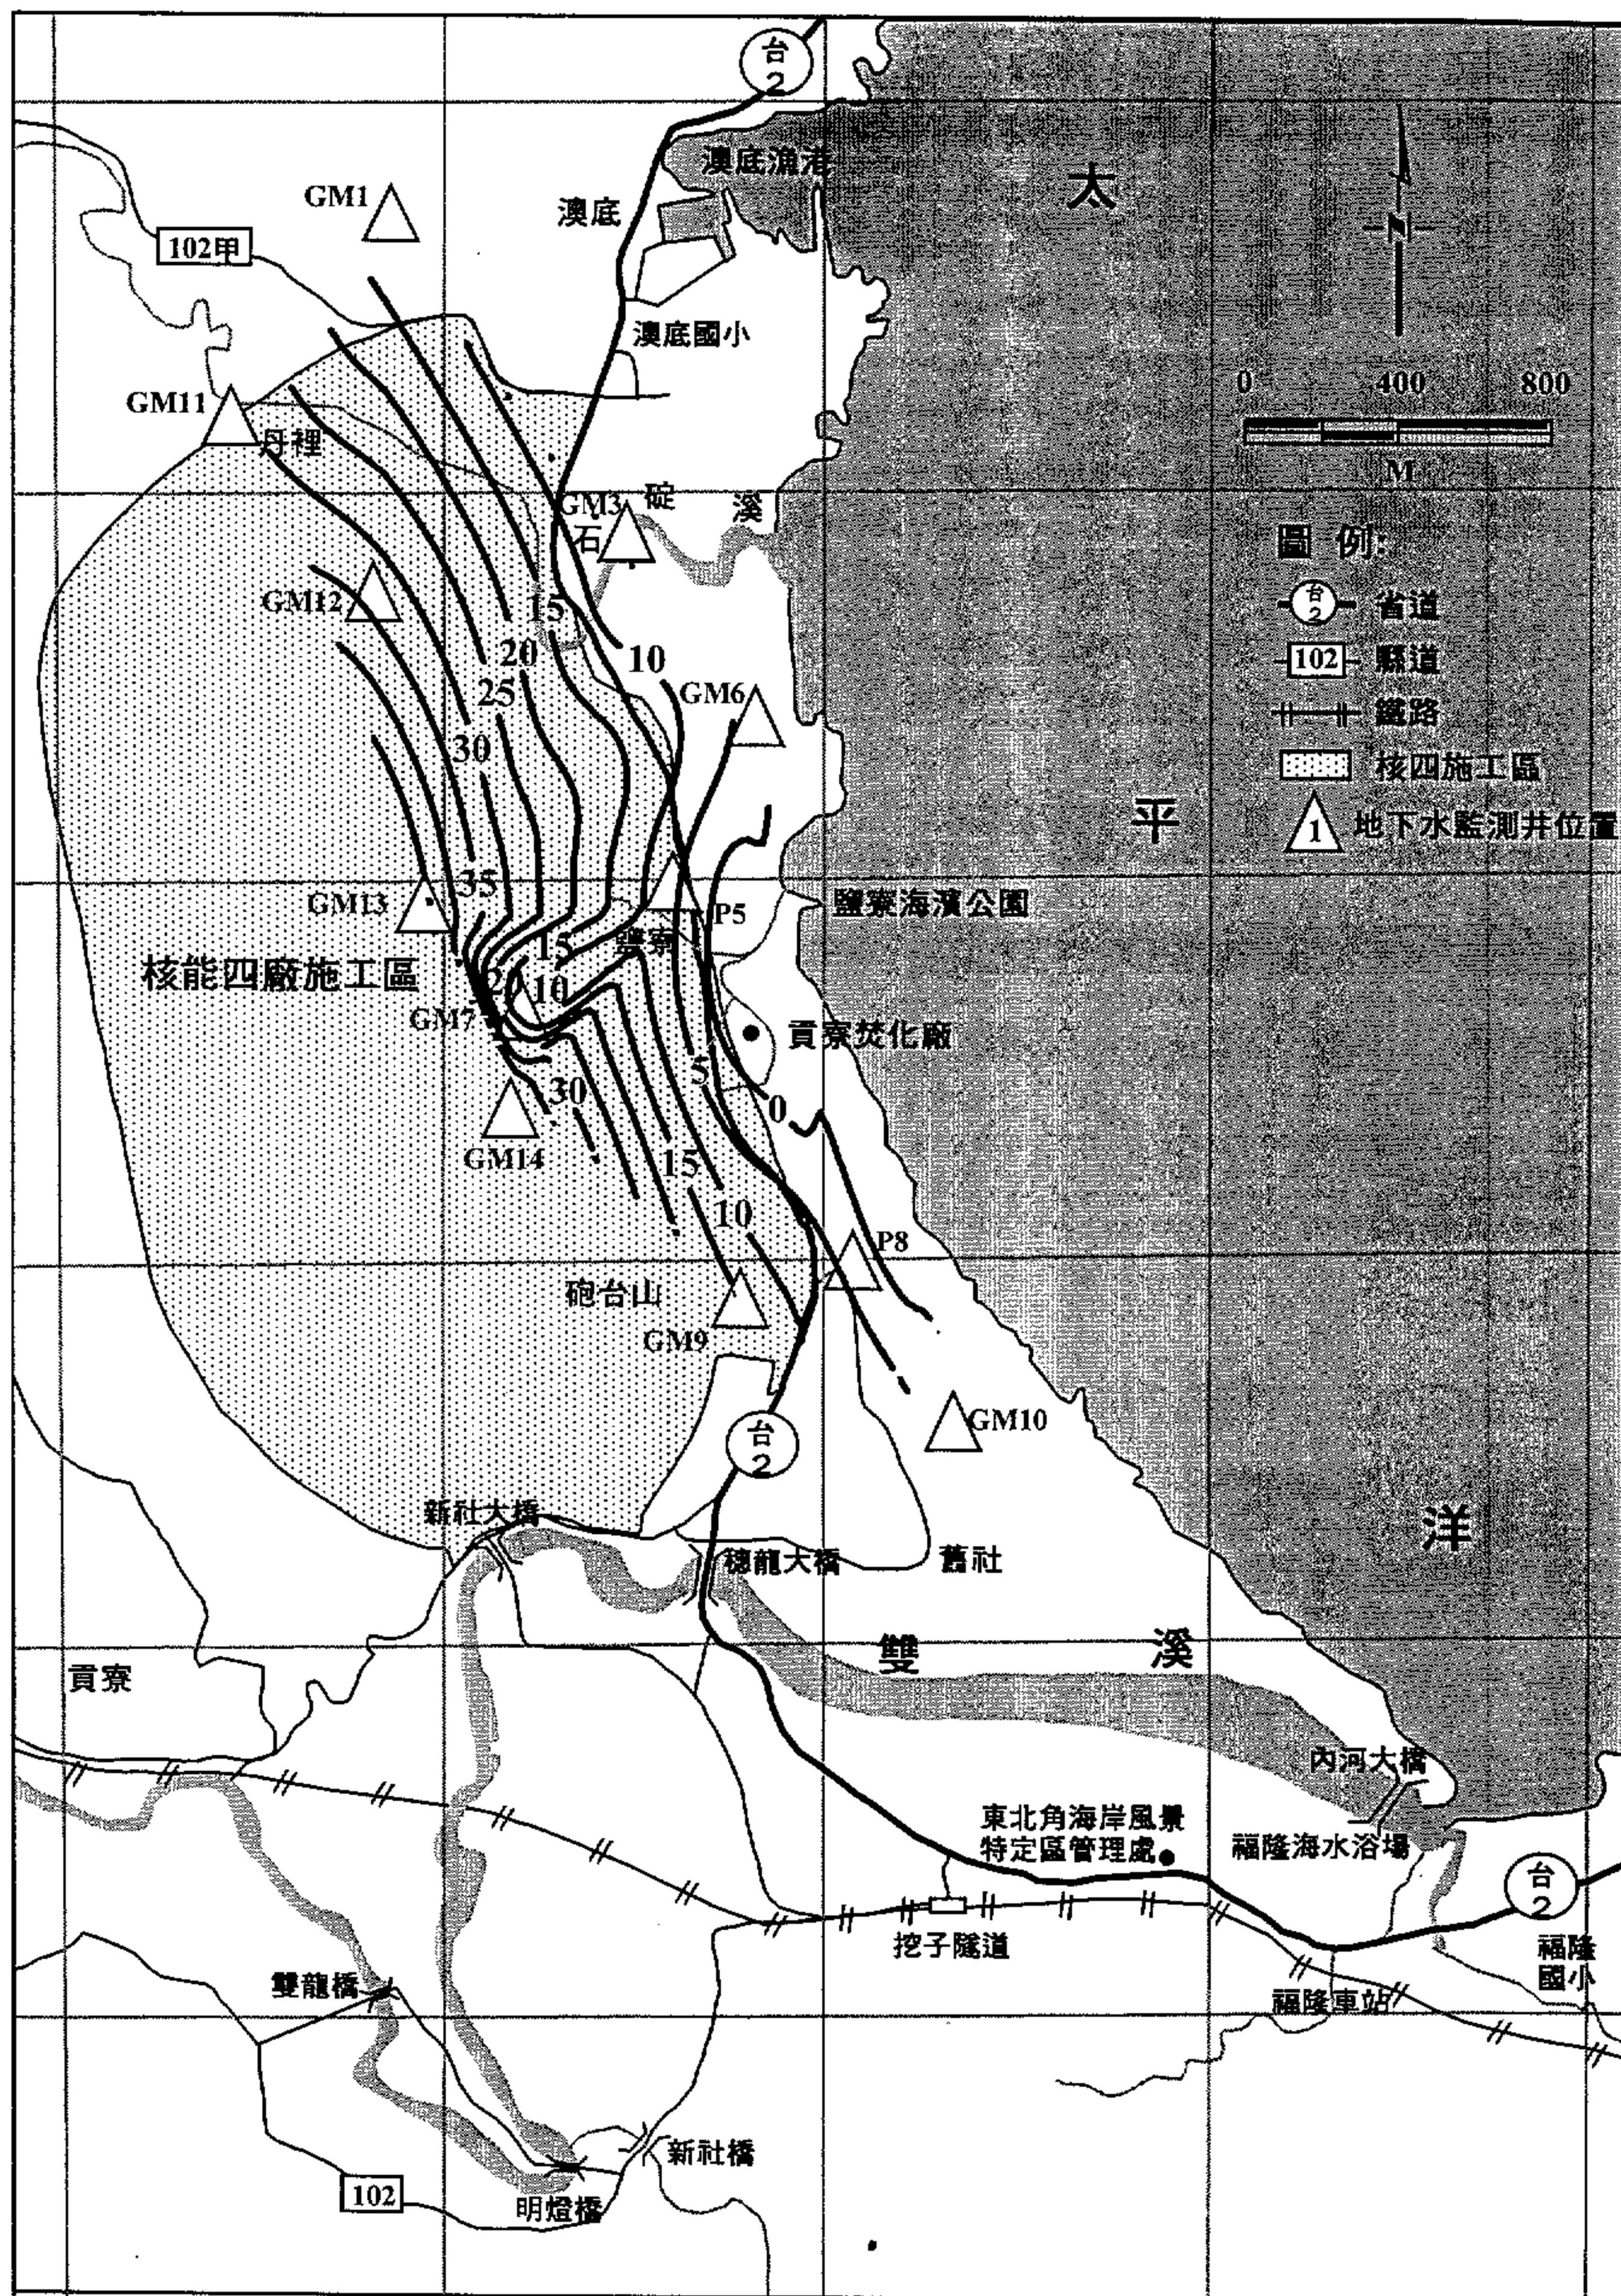 台
2
澳底漁港
太
GM1
澳底
102甲
N
澳底國小
0 400 800
M
GM11
丹裡
GM3
碇
溪
石
圖 例:
台
2
省道
GM12
15
102
縣道
20
10
25
GM6
鐵路
30
核四施工區
平
1
地下水監測井位置
35
GM13
P5
鹽寮海濱公園
鹽寮
15
核能四廠施工區
10
GM7
貢寮焚化廠
5
30
0
GM14
15
10
P8
砲台山
GM9
GM10
台
2
新社大橋
洋
舊社
雙 溪
貢寮
內河大橋
東北角海岸風景
特定區管理處
福隆海水浴場
台
2
挖子隧道
福隆
國小
雙龍橋
福隆車站
新社橋
102
明燈橋